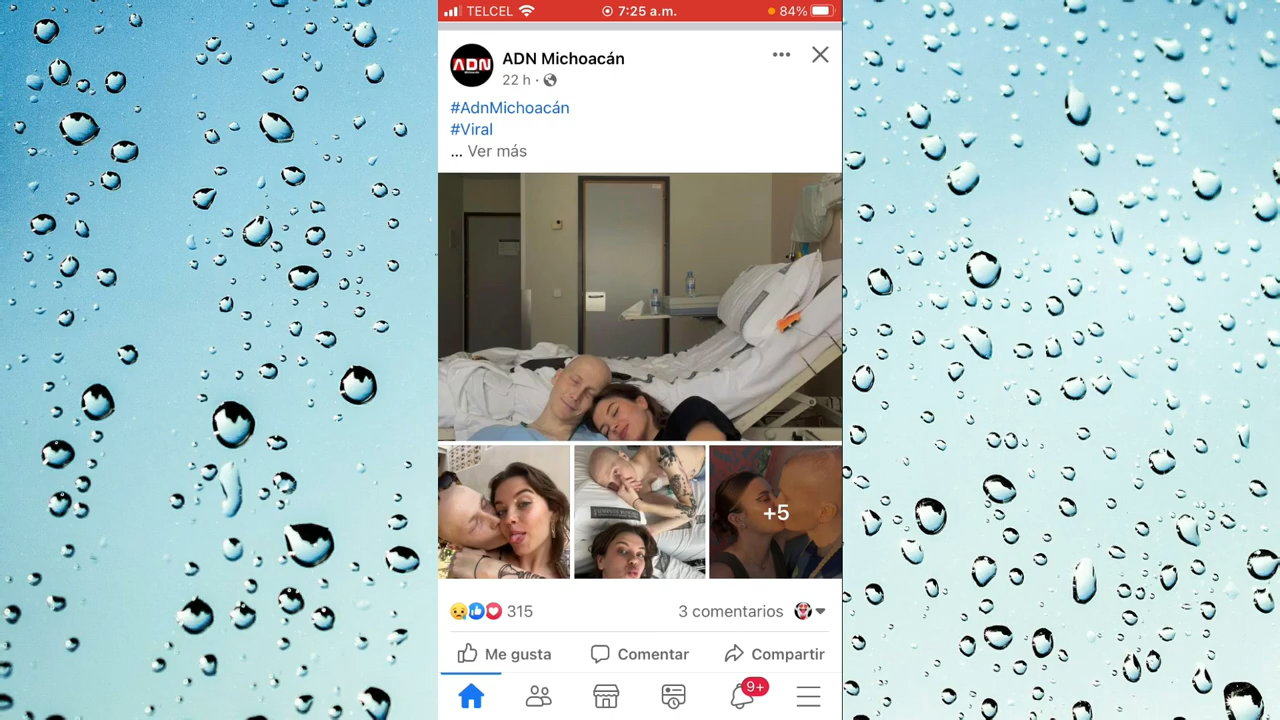 TELCEL 7:25 a.m. 84%
ADN ADN Michoacán
22 h ·
#AdnMichoacán
#Viral
... Ver más
+5
315 3 comentarios
Me gusta Comentar Compartir
9+